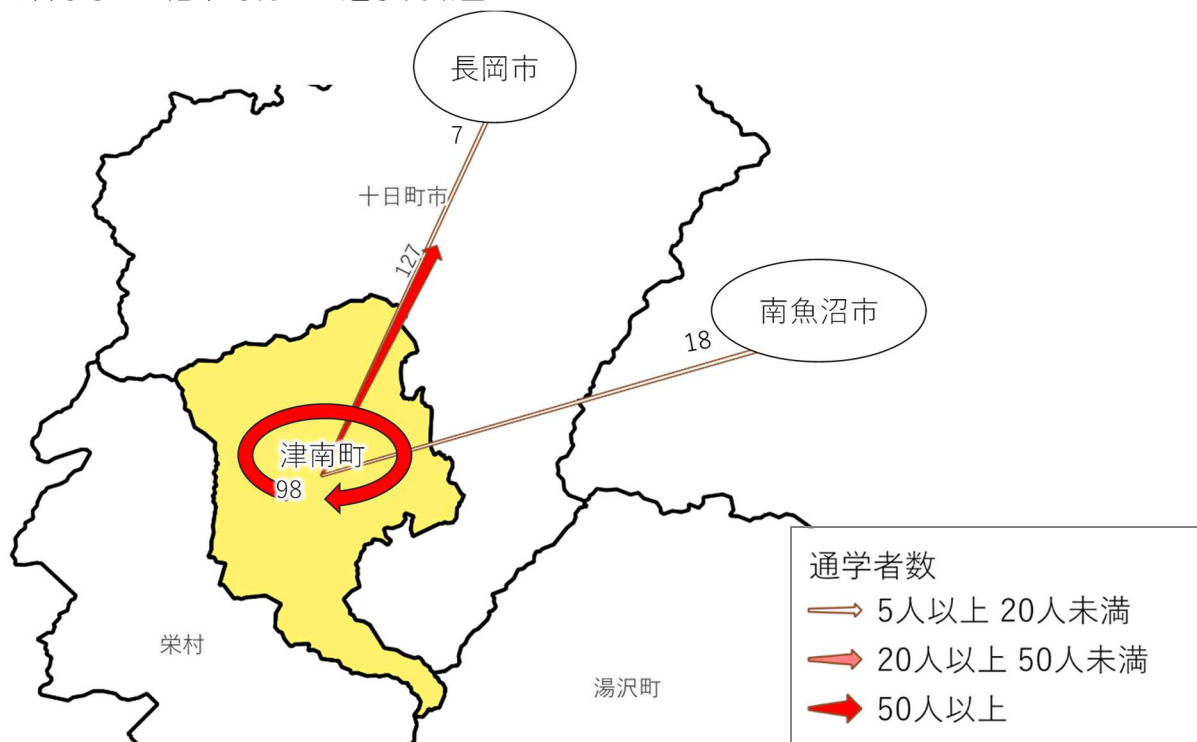 長岡市
7
十日町市
127
南魚沼市
18
津南町
98
栄村
湯沢町
通学者数
5人以上 20人未満
20人以上 50人未満
50人以上